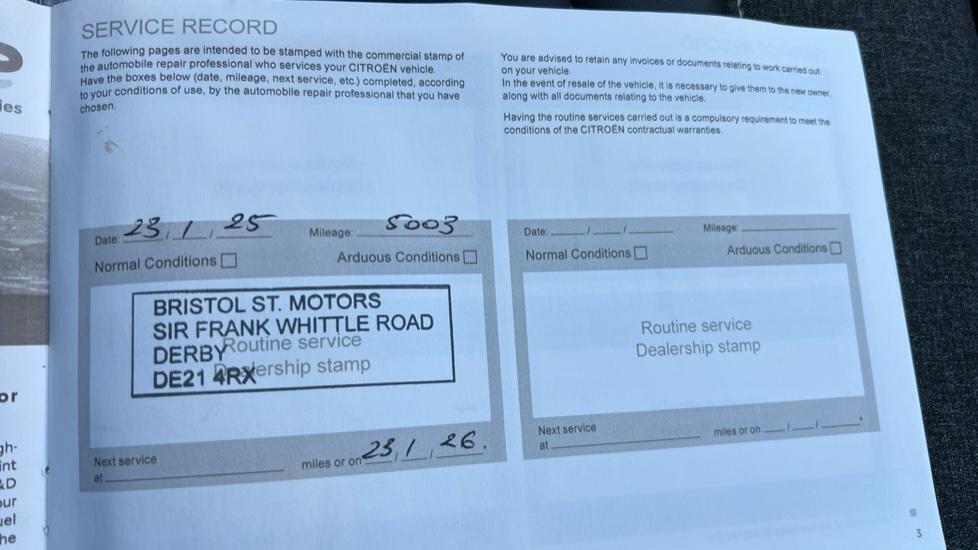 SERVICE RECORD
The following pages are intended to be stamped with the commercial stamp of
the automobile repair professional who services your CITROËN vehicle.
Have the boxes below (date, mileage, next service, etc.) completed, according
to your conditions of use, by the automobile repair professional that you have
chosen.
You are advised to retain any invoices or documents relating to work carried out
on your vehicle.
In the event of resale of the vehicle, it is necessary to give them to the new owner,
along with all documents relating to the vehicle.
Having the routine services carried out is a compulsory requirement to meet the
conditions of the CITROËN contractual warranties.
Date: 23 / 1 / 25 Mileage: 5003
Normal Conditions Arduous Conditions
BRISTOL ST. MOTORS
SIR FRANK WHITTLE ROAD
DERBY
DE21 4RX
Routine service
Dealership stamp
Next service
at miles or on 23 / 1 / 26.
Date: / / Mileage:
Normal Conditions Arduous Conditions
Routine service
Dealership stamp
Next service
at miles or on / /
3
ies
or
gh-
int
&D
our
uel
he